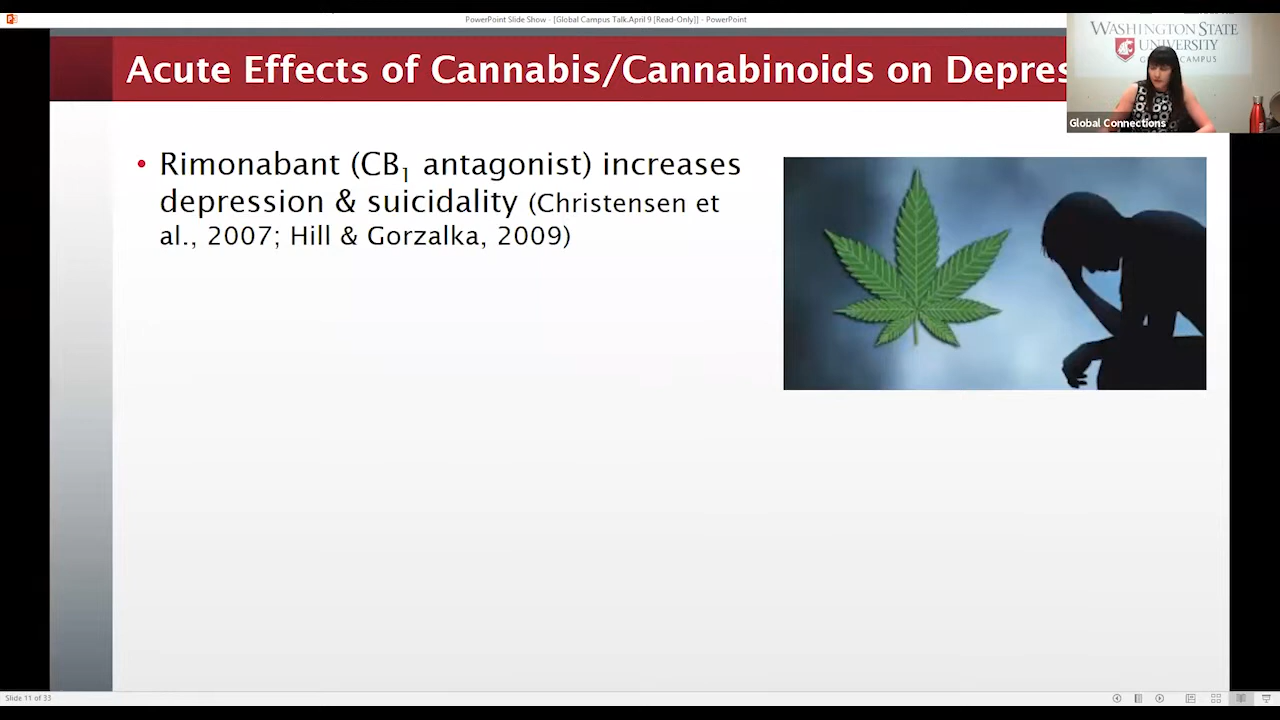 PowerPoint Slide Show - [Global Campus Talk.April 9 [Read-Only]] - PowerPoint
Acute Effects of Cannabis/Cannabinoids on Depres
WASHINGTON STATE
UNIVERSITY
CAMPUS
Global Connections
• Rimonabant (CB₁ antagonist) increases
depression & suicidality (Christensen et
al., 2007; Hill & Gorzalka, 2009)
Slide 11 of 33